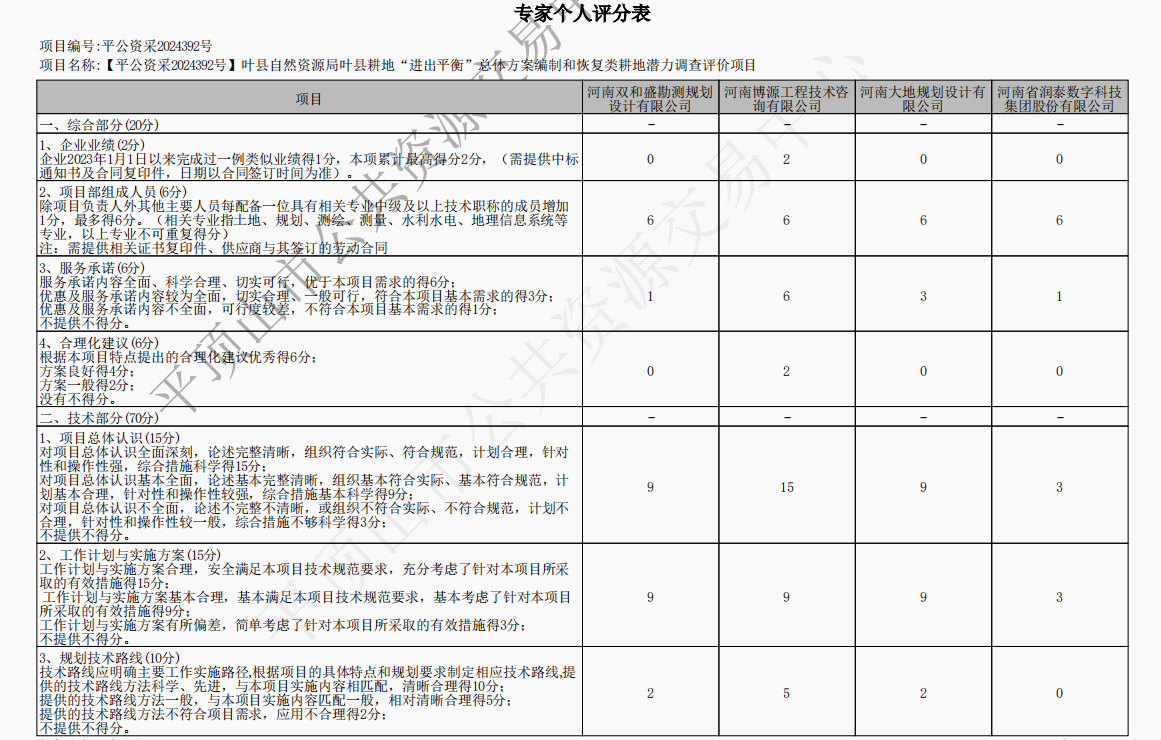 专家个人评分表
项目编号:平公资采2024392号
项目名称:【平公资采2024392号】叶县自然资源局叶县耕地“进出平衡”总体方案编制和恢复类耕地潜力调查评价项目
项目
河南双和盛勘测规划
设计有限公司
河南博源工程技术咨
询有限公司
河南大地规划设计有
限公司
河南省润泰数字科技
集团股份有限公司
一、综合部分(20分)
-
-
-
-
1、企业业绩(2分)
企业2023年1月1日以来完成过一例类似业绩得1分，本项累计最高得分2分，（需提供中标
通知书及合同复印件，日期以合同签订时间为准）。
0
2
0
0
2、项目部组成人员(6分)
除项目负责人外其他主要人员每配备一位具有相关专业中级及以上技术职称的成员增加
1分，最多得6分。（相关专业指土地、规划、测绘、测量、水利水电、地理信息系统等
专业，以上专业不可重复得分）
注：需提供相关证书复印件、供应商与其签订的劳动合同
6
6
6
6
3、服务承诺(6分)
服务承诺内容全面、科学合理、切实可行，优于本项目需求的得6分；
优惠及服务承诺内容较为全面，切实合理、一般可行，符合本项目基本需求的得3分；
优惠及服务承诺内容不全面，可行度较差，不符合本项目基本需求的得1分；
不提供不得分。
1
6
3
1
4、合理化建议(6分)
根据本项目特点提出的合理化建议优秀得6分；
方案良好得4分；
方案一般得2分；
没有不得分。
0
2
0
0
二、技术部分(70分)
-
-
-
-
1、项目总体认识(15分)
对项目总体认识全面深刻，论述完整清晰，组织符合实际、符合规范，计划合理，针对
性和操作性强，综合措施科学得15分；
对项目总体认识基本全面，论述基本完整清晰，组织基本符合实际、基本符合规范，计
划基本合理，针对性和操作性较强，综合措施基本科学得9分；
对项目总体认识不全面，论述不完整不清晰，或组织不符合实际、不符合规范，计划不
合理，针对性和操作性较一般，综合措施不够科学得3分；
不提供不得分。
9
15
9
3
2、工作计划与实施方案(15分)
工作计划与实施方案合理，安全满足本项目技术规范要求，充分考虑了针对本项目所采
取的有效措施得15分；
工作计划与实施方案基本合理，基本满足本项目技术规范要求，基本考虑了针对本项目
所采取的有效措施得9分；
工作计划与实施方案有所偏差，简单考虑了针对本项目所采取的有效措施得3分；
不提供不得分。
9
9
9
3
3、规划技术路线(10分)
技术路线应明确主要工作实施路径,根据项目的具体特点和规划要求制定相应技术路线,提
供的技术路线方法科学、先进，与本项目实施内容相匹配，清晰合理得10分；
提供的技术路线方法一般，与本项目实施内容匹配一般，相对清晰合理得5分；
提供的技术路线方法不符合项目需求，应用不合理得2分；
不提供不得分。
2
5
2
0
平顶山市公共资源交易中
平顶山市公共资源交易中心